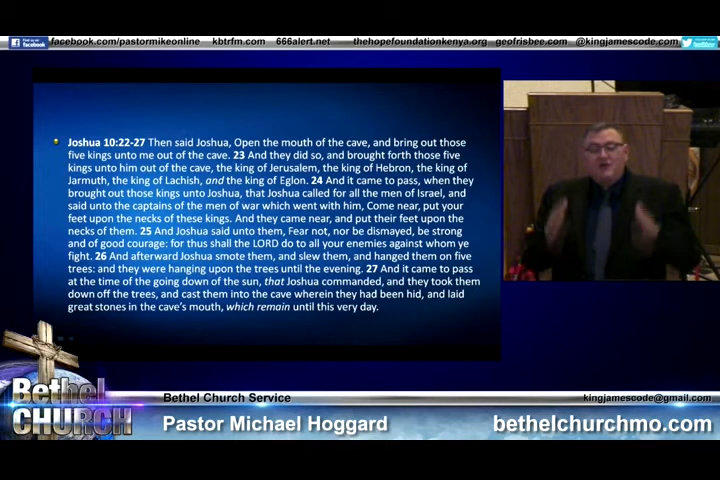 Find us on
facebook
facebook.com/pastormikeonline kbtrfm.com 666alert.net thehopefoundationkenya.org geofrisbee.com @kingjamescode.com
twitter
Joshua 10:22-27 Then said Joshua, Open the mouth of the cave, and bring out those
five kings unto me out of the cave. 23 And they did so, and brought forth those five
kings unto him out of the cave, the king of Jerusalem, the king of Hebron, the king of
Jarmuth, the king of Lachish, and the king of Eglon. 24 And it came to pass, when they
brought out those kings unto Joshua, that Joshua called for all the men of Israel, and
said unto the captains of the men of war which went with him, Come near, put your
feet upon the necks of these kings. And they came near, and put their feet upon the
necks of them. 25 And Joshua said unto them, Fear not, nor be dismayed, be strong
and of good courage: for thus shall the LORD do to all your enemies against whom ye
fight. 26 And afterward Joshua smote them, and slew them, and hanged them on five
trees: and they were hanging upon the trees until the evening. 27 And it came to pass
at the time of the going down of the sun, that Joshua commanded, and they took them
down off the trees, and cast them into the cave wherein they had been hid, and laid
great stones in the cave's mouth, which remain until this very day.
Bethel
CHURCH
Bethel Church Service kingjamescode@gmail.com
Pastor Michael Hoggard bethelchurchmo.com